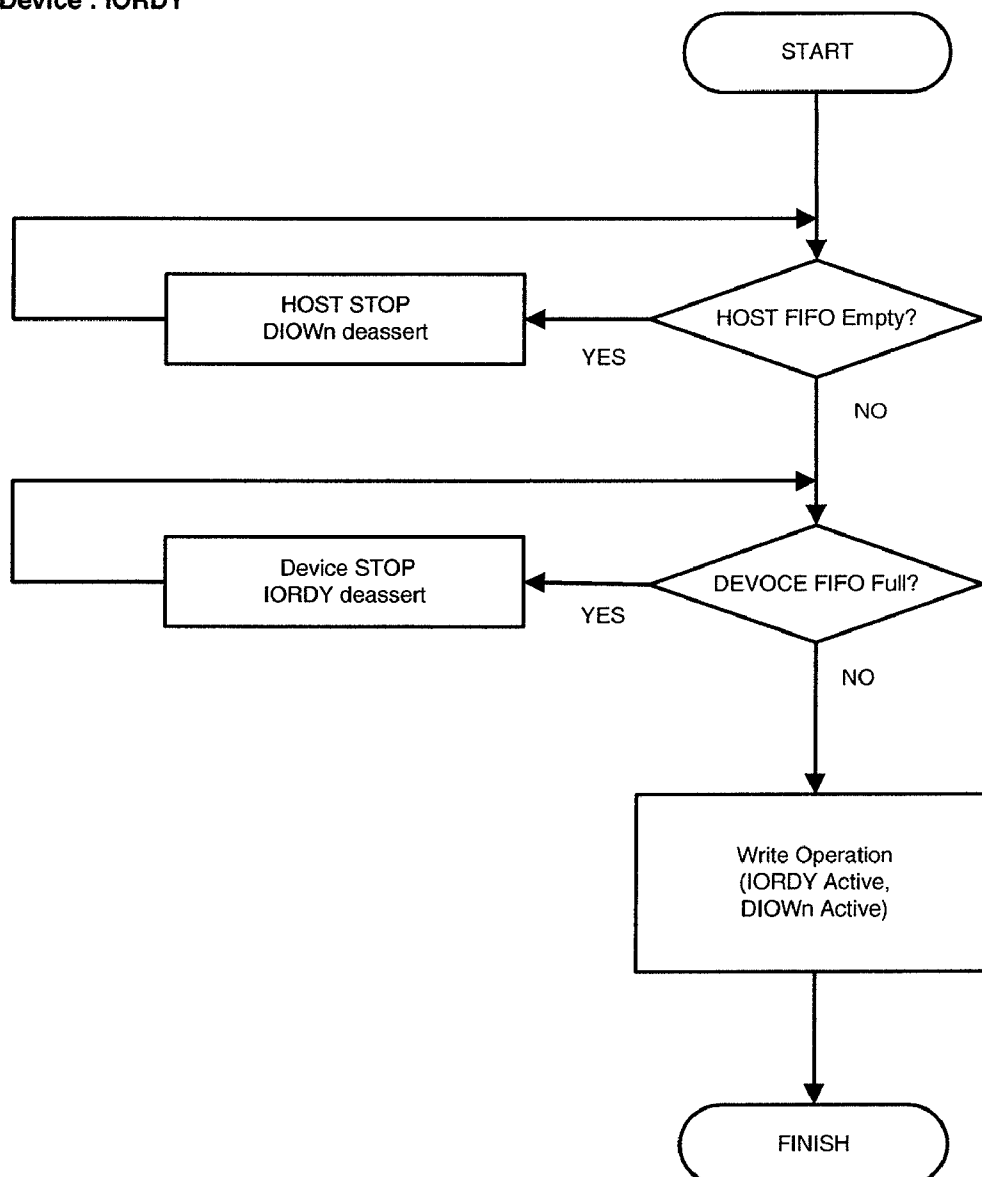 Device : IORDY
START
HOST FIFO Empty?
HOST STOP
DIOWn deassert
YES
NO
DEVOCE FIFO Full?
Device STOP
IORDY deassert
YES
NO
Write Operation
(IORDY Active,
DIOWn Active)
FINISH